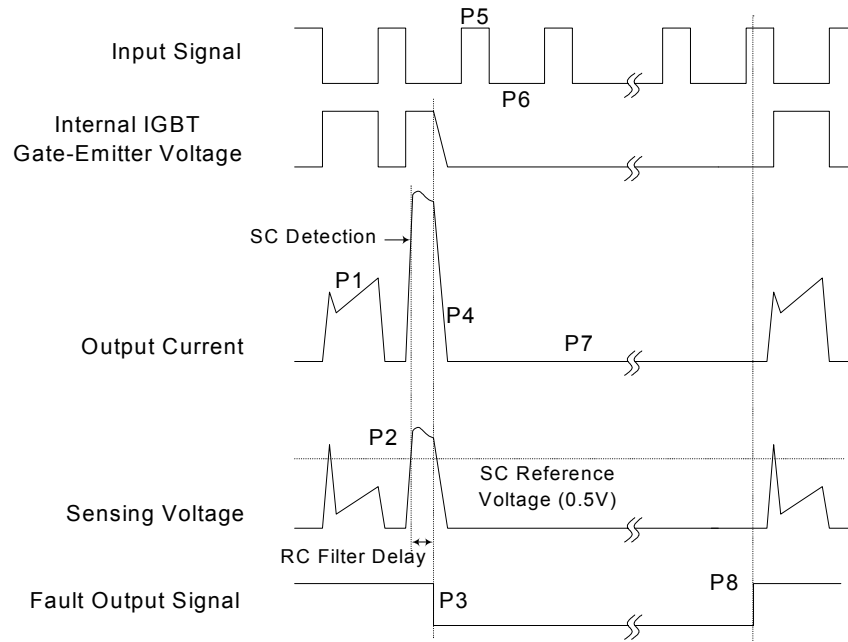 P5
Input Signal
P6
Internal IGBT
Gate-Emitter Voltage
SC Detection
P1
P4
Output Current
P7
P2
SC Reference
Voltage (0.5V)
Sensing Voltage
RC Filter Delay
P8
Fault Output Signal
P3